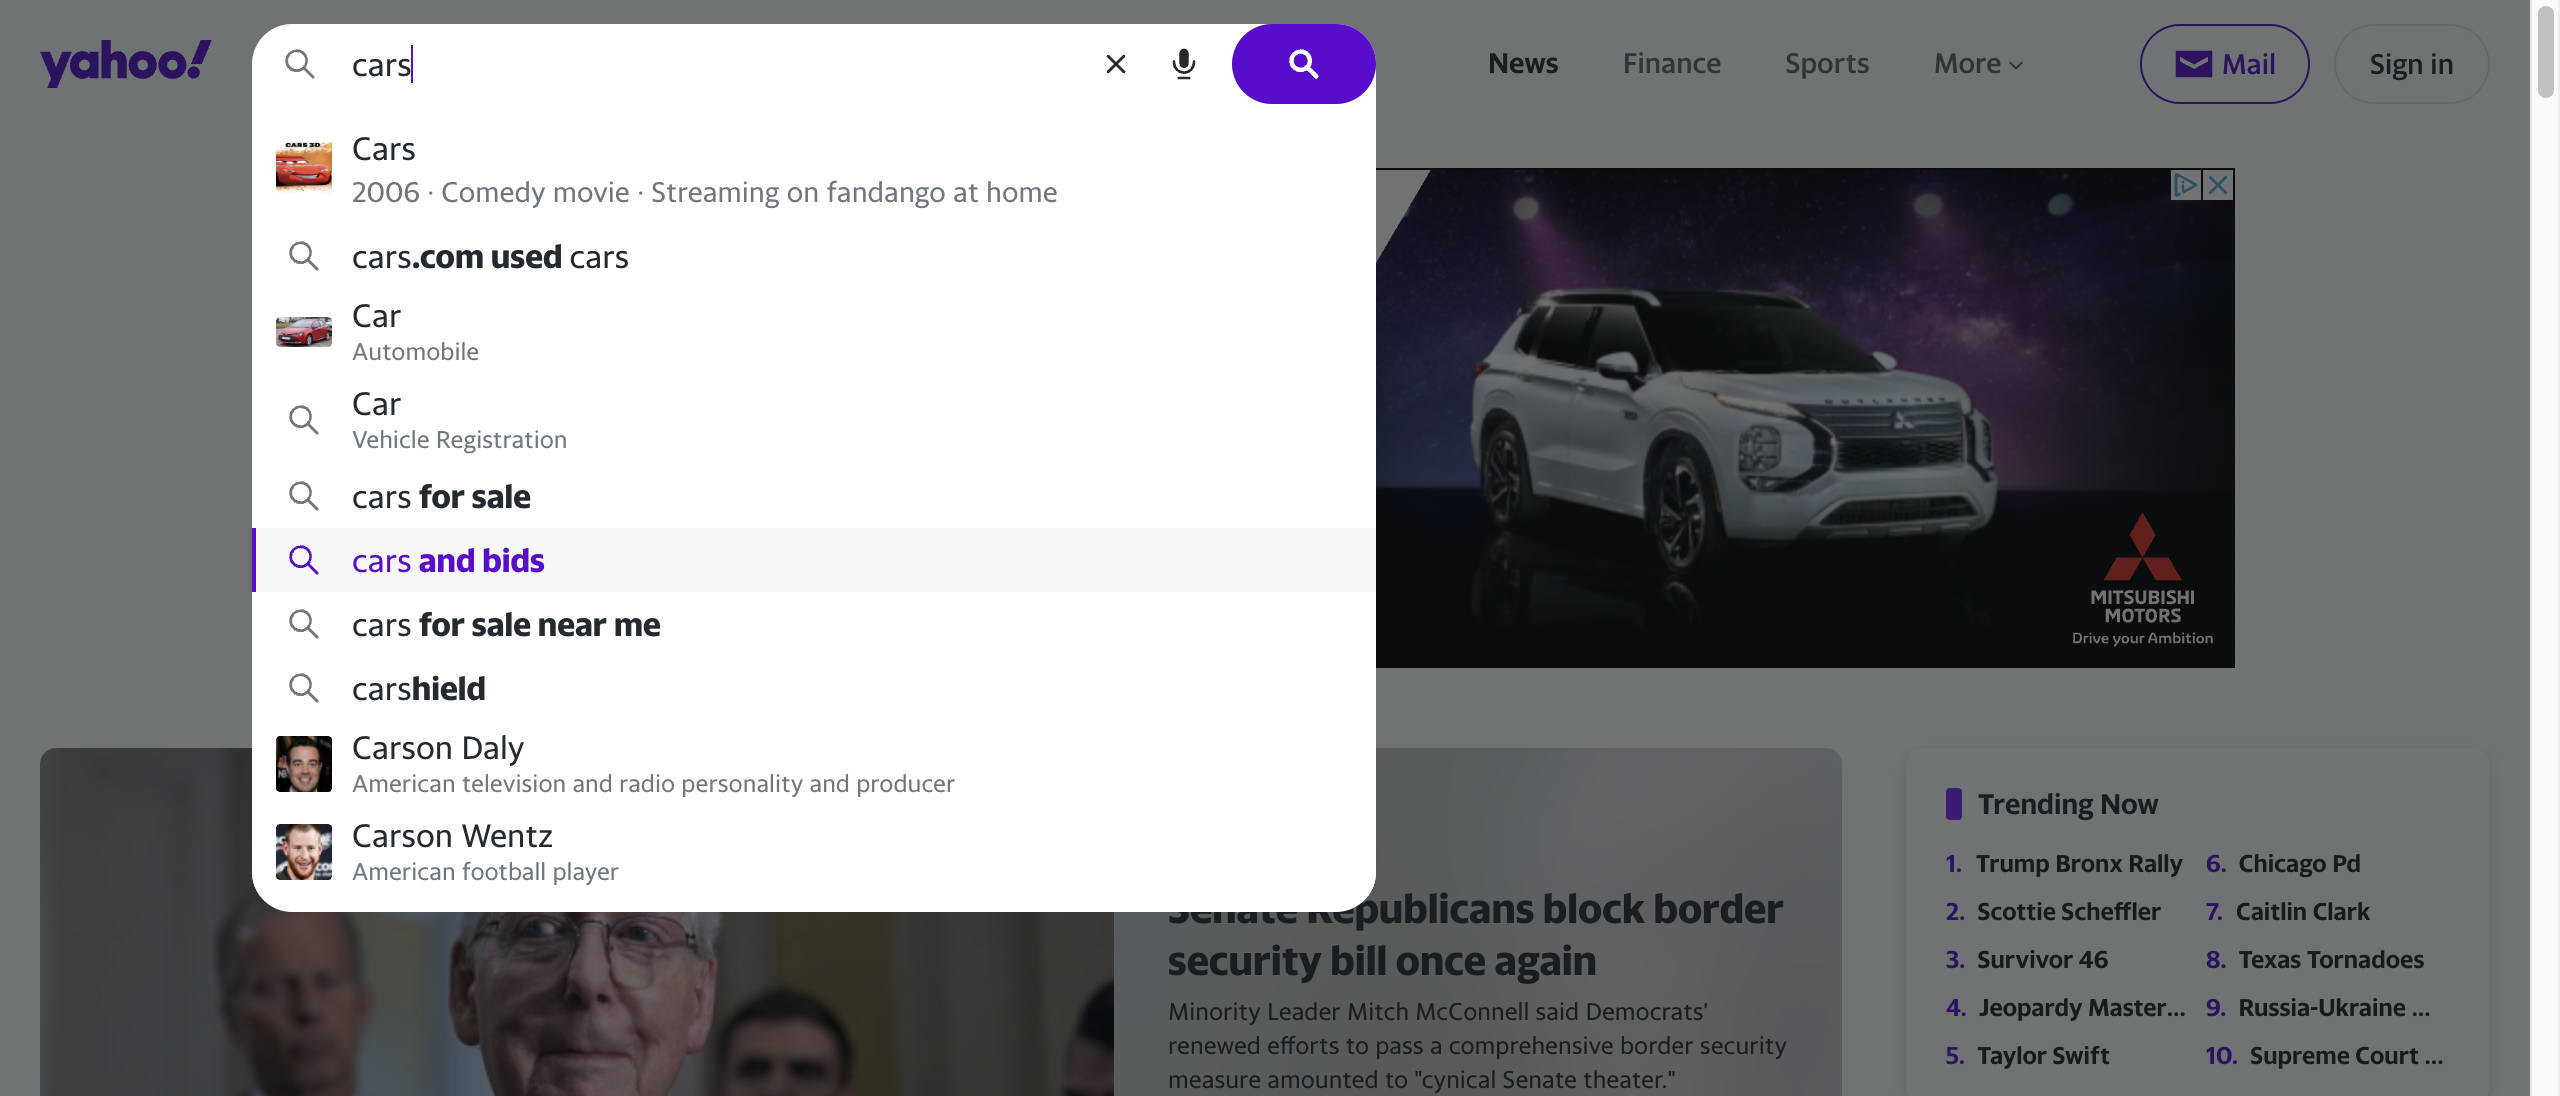 yahoo!
cars
News
Finance
Sports
More
Mail
Sign in
CARS 3D
Cars
2006 · Comedy movie · Streaming on fandango at home
cars.com used cars
Car
Automobile
Car
Vehicle Registration
cars for sale
cars and bids
cars for sale near me
carshield
Carson Daly
American television and radio personality and producer
Carson Wentz
American football player
OUTLANDER
MITSUBISHI
MOTORS
Drive your Ambition
Senate Republicans block border
security bill once again
Minority Leader Mitch McConnell said Democrats'
renewed efforts to pass a comprehensive border security
measure amounted to "cynical Senate theater."
Trending Now
1. Trump Bronx Rally
2. Scottie Scheffler
3. Survivor 46
4. Jeopardy Master...
5. Taylor Swift
6. Chicago Pd
7. Caitlin Clark
8. Texas Tornadoes
9. Russia-Ukraine ...
10. Supreme Court ...